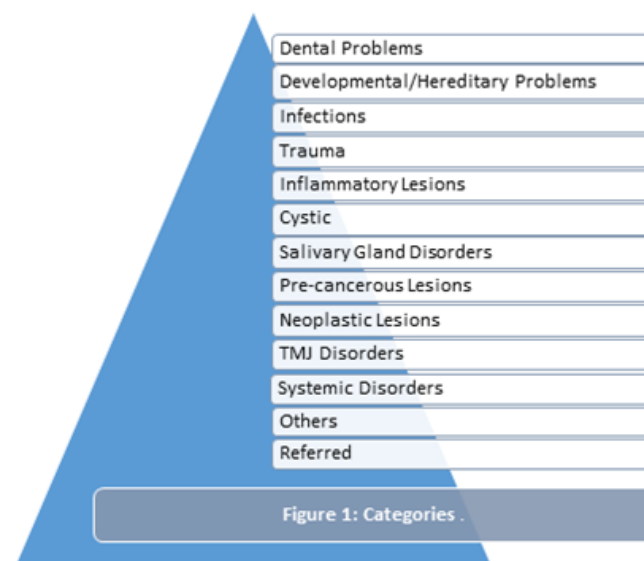 Dental Problems
Developmental/Hereditary Problems
Infections
Trauma
Inflammatory Lesions
Cystic
Salivary Gland Disorders
Pre-cancerous Lesions
Neoplastic Lesions
TMJ Disorders
Systemic Disorders
Others
Referred
Figure 1: Categories .